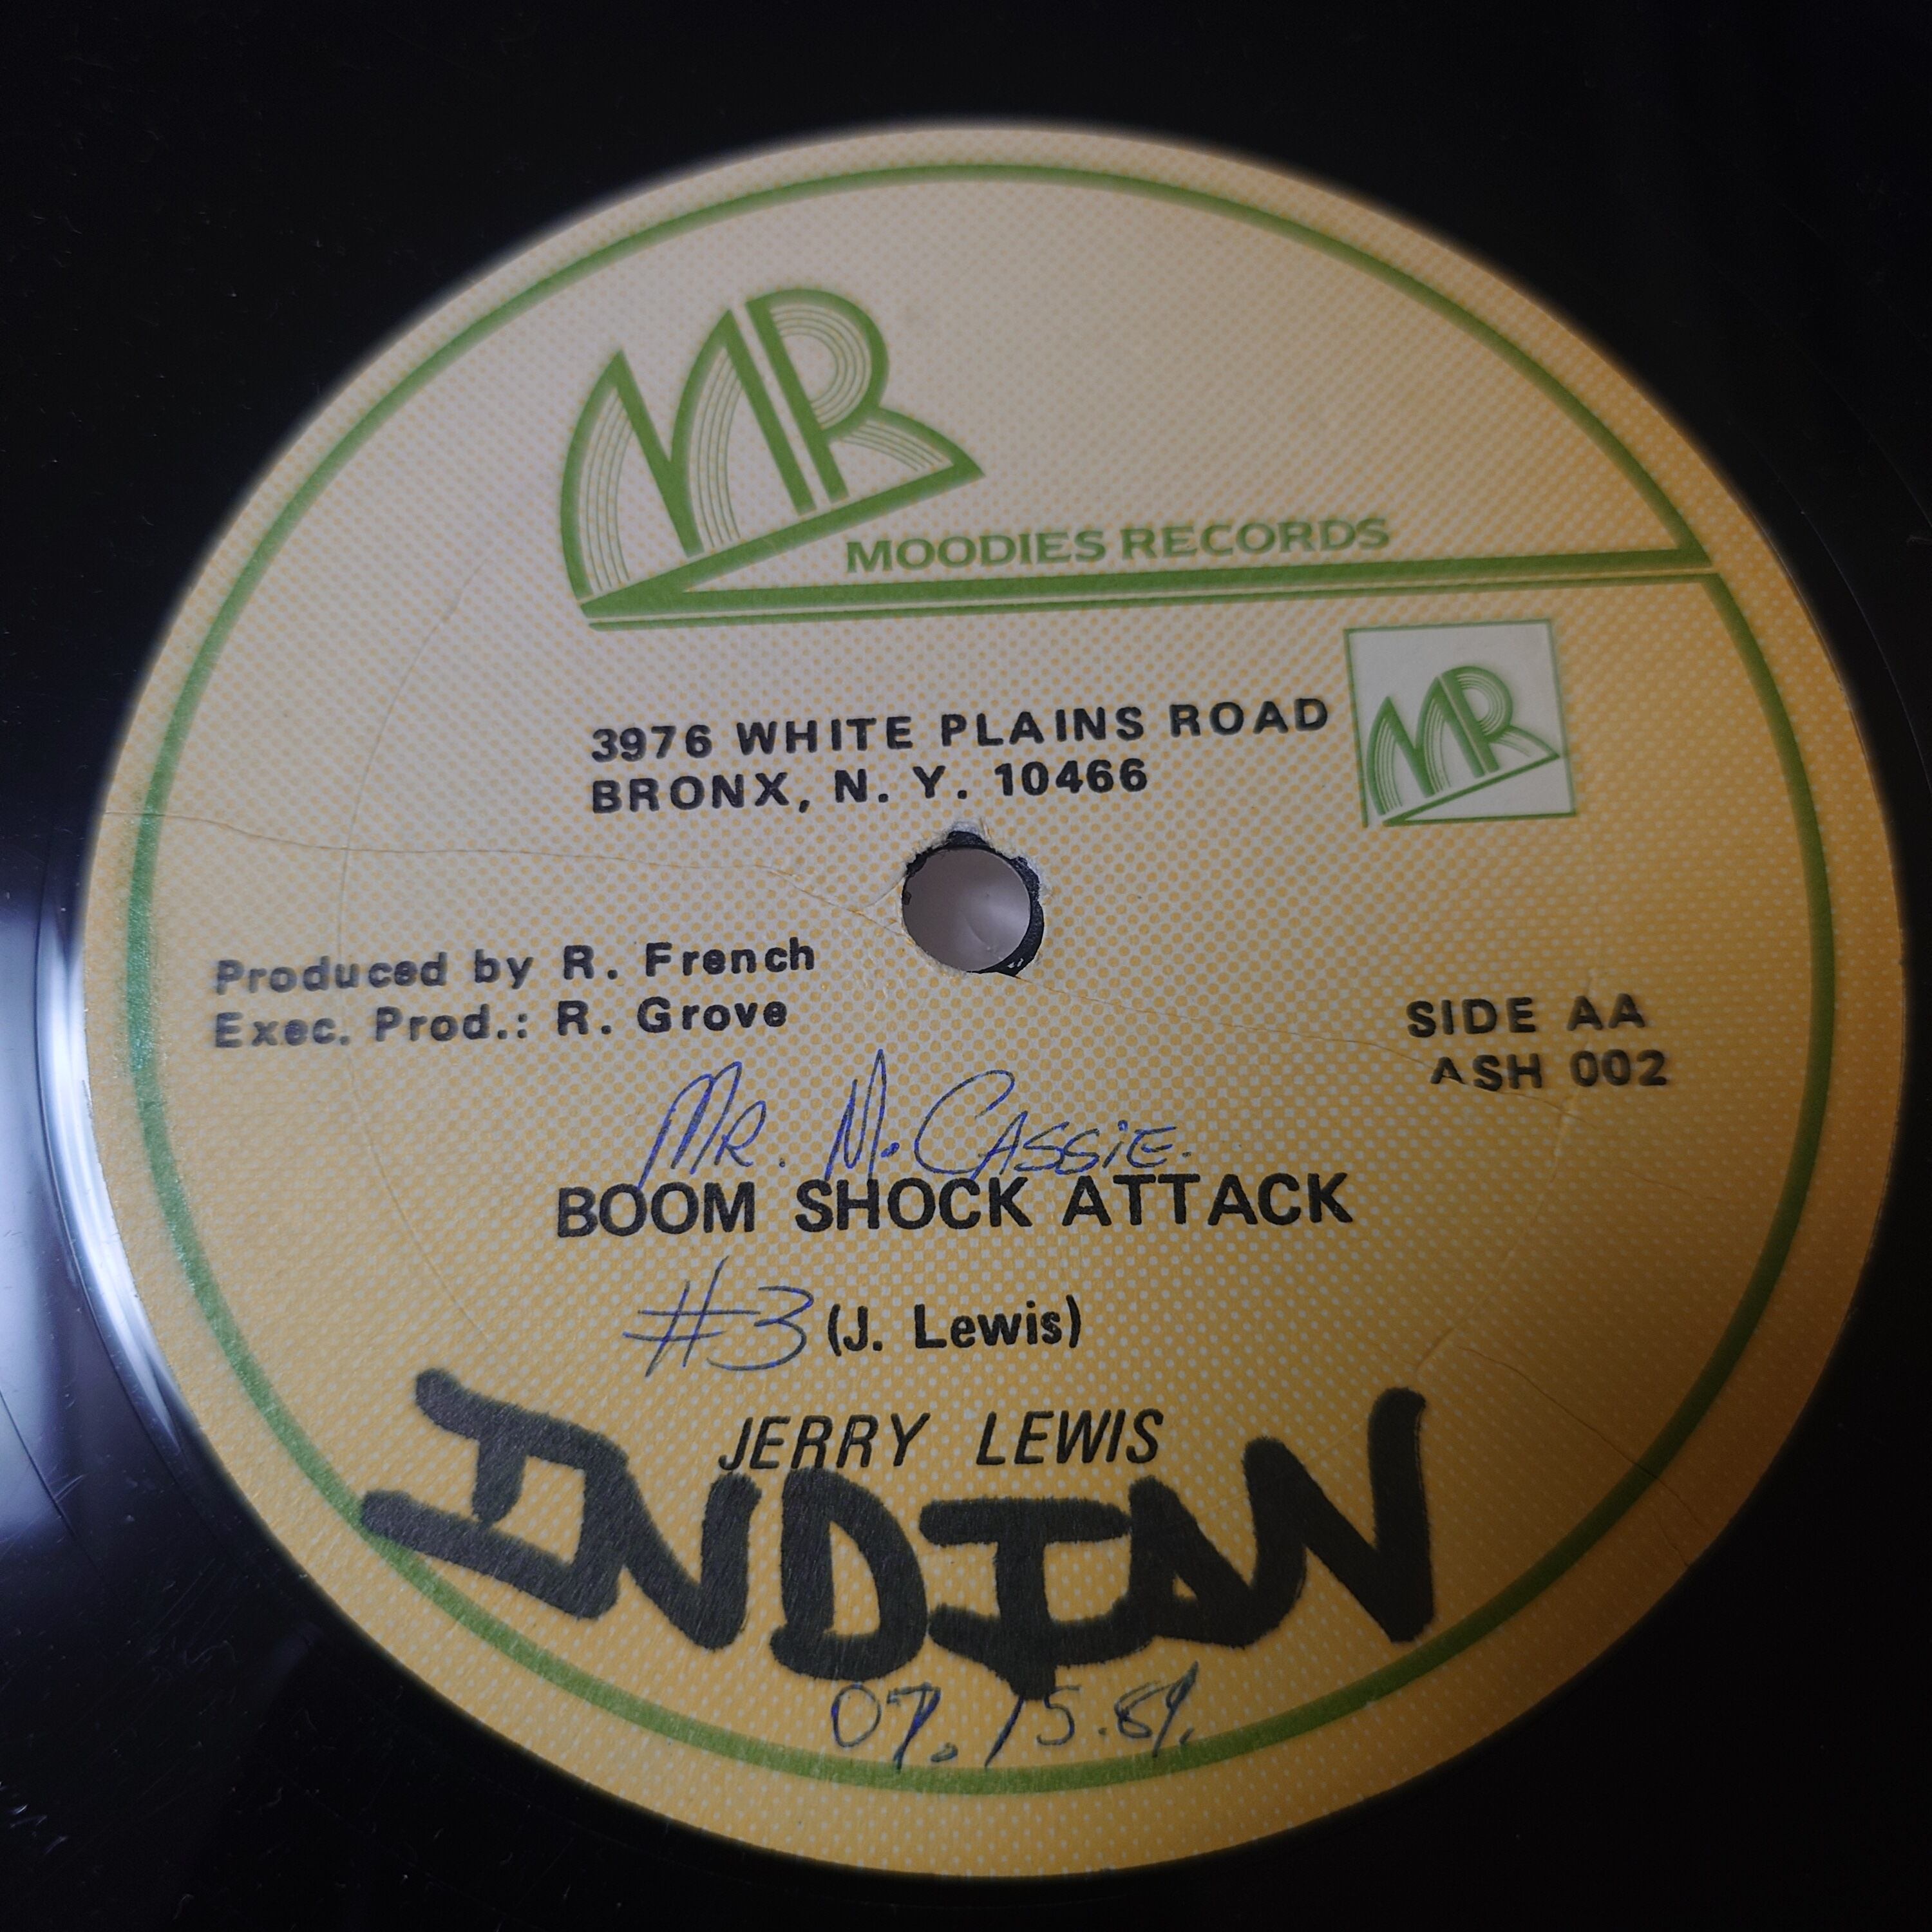 MR
MOODIES RECORDS
3976 WHITE PLAINS ROAD
BRONX, N. Y. 10466
MR
Produced by R. French
Exec. Prod.: R. Grove
SIDE AA
ASH 002
MR. M. CASSiE.
BOOM SHOCK ATTACK
#3 (J. Lewis)
JERRY LEWIS
INDIAN
07.15.89.